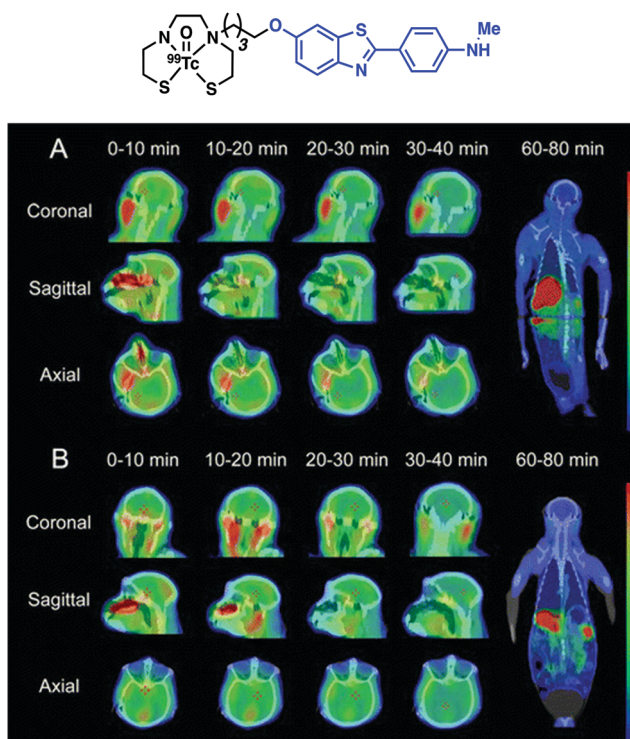 O S Me
O
N N 3 NH
99Tc N
S S
A 0-10 min 10-20 min 20-30 min 30-40 min 60-80 min
Coronal
Sagittal
Axial
B 0-10 min 10-20 min 20-30 min 30-40 min 60-80 min
Coronal
Sagittal
Axial